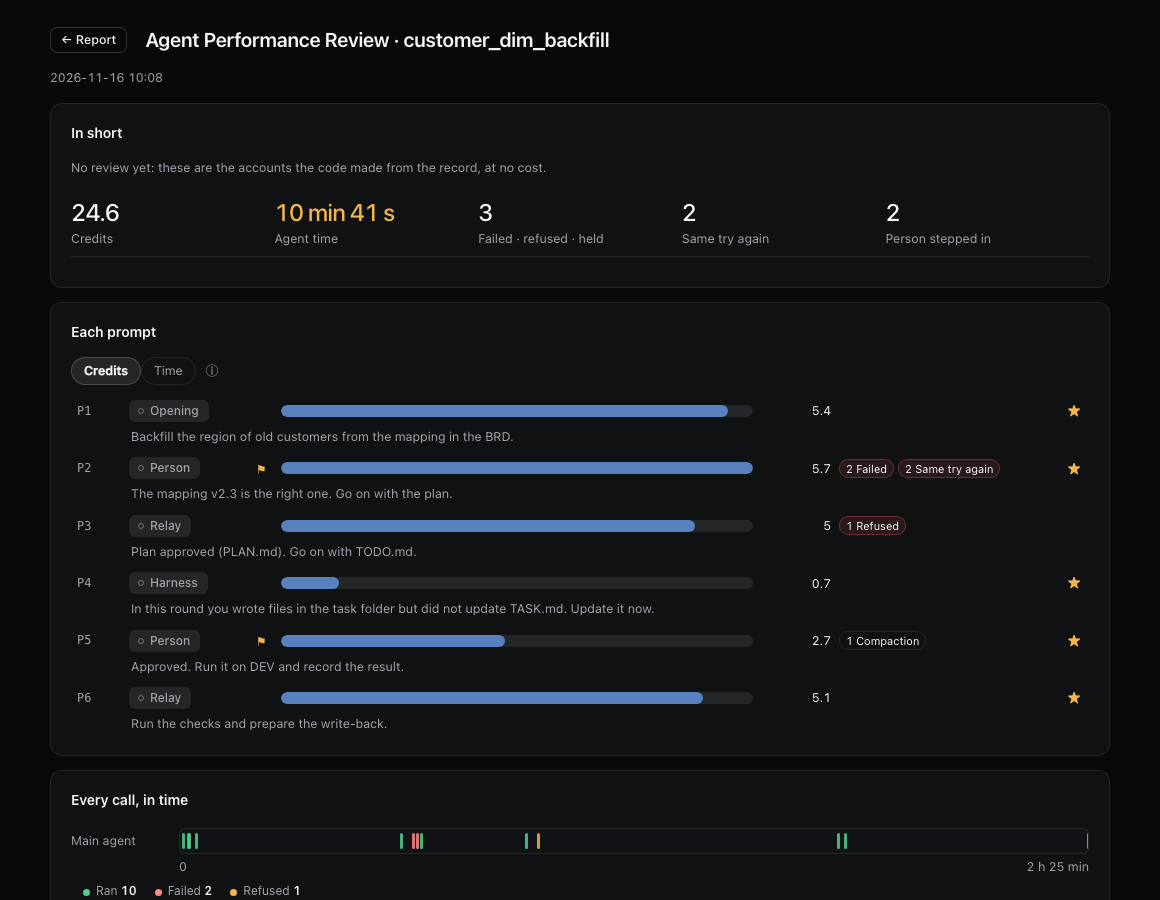 ← Report
Agent Performance Review · customer_dim_backfill
2026-11-16 10:08
In short
No review yet: these are the accounts the code made from the record, at no cost.
24.6
Credits
10 min 41 s
Agent time
3
Failed · refused · held
2
Same try again
2
Person stepped in
Each prompt
Credits Time
P1 Opening 5.4
Backfill the region of old customers from the mapping in the BRD.
P2 Person 5.7 2 Failed 2 Same try again
The mapping v2.3 is the right one. Go on with the plan.
P3 Relay 5 1 Refused
Plan approved (PLAN.md). Go on with TODO.md.
P4 Harness 0.7
In this round you wrote files in the task folder but did not update TASK.md. Update it now.
P5 Person 2.7 1 Compaction
Approved. Run it on DEV and record the result.
P6 Relay 5.1
Run the checks and prepare the write-back.
Every call, in time
Main agent
0 2 h 25 min
Ran 10 Failed 2 Refused 1